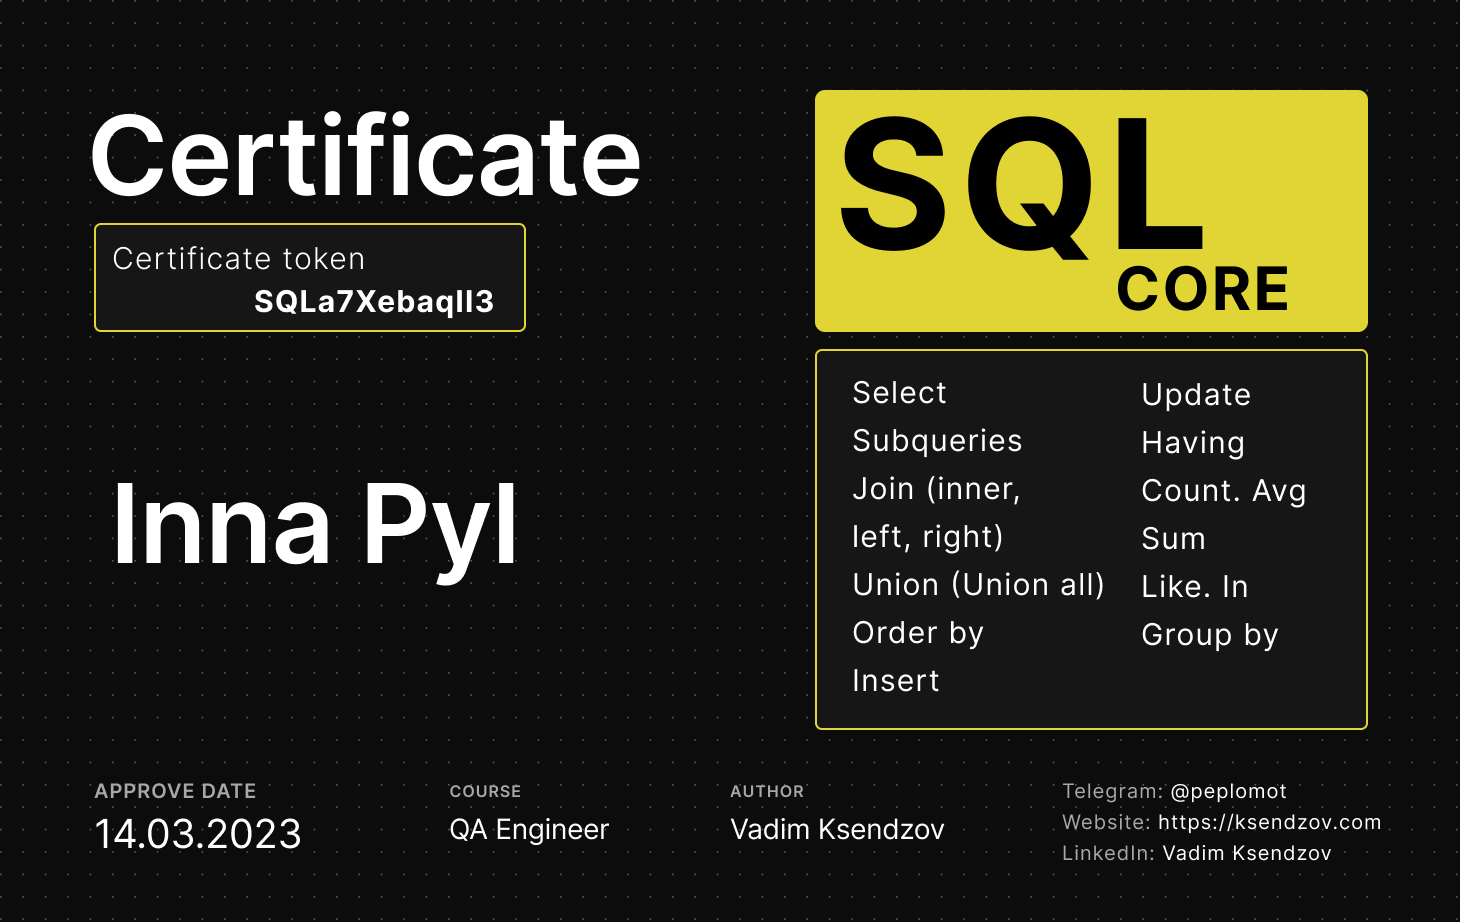 Certificate
Certificate token
SQLa7XebaqII3
Inna Pyl
SQL
CORE
Select
Subqueries
Join (inner,
left, right)
Union (Union all)
Order by
Insert
Update
Having
Count. Avg
Sum
Like. In
Group by
APPROVE DATE
14.03.2023
COURSE
QA Engineer
AUTHOR
Vadim Ksendzov
Telegram: @peplomot
Website: https://ksendzov.com
LinkedIn: Vadim Ksendzov